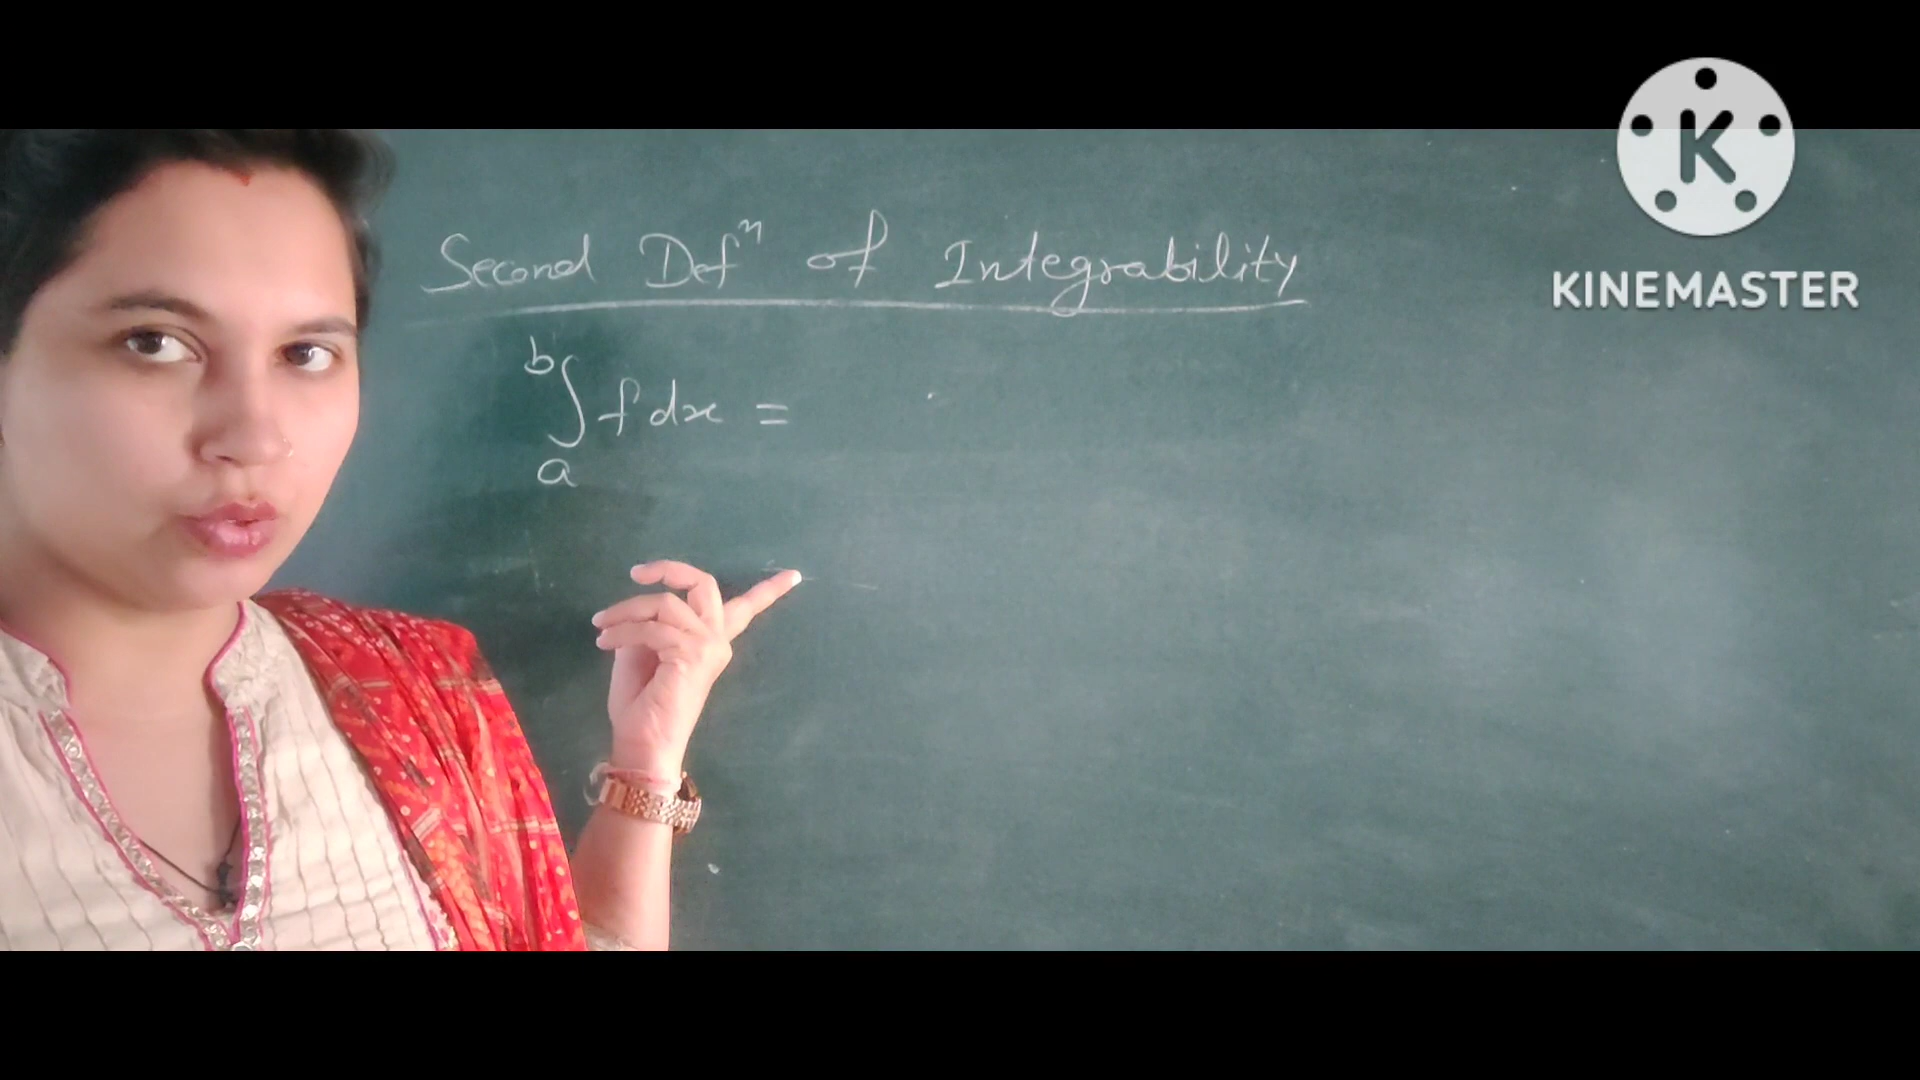 Second Defⁿ of Integrability
b
∫ f dx =
a
K
KINEMASTER